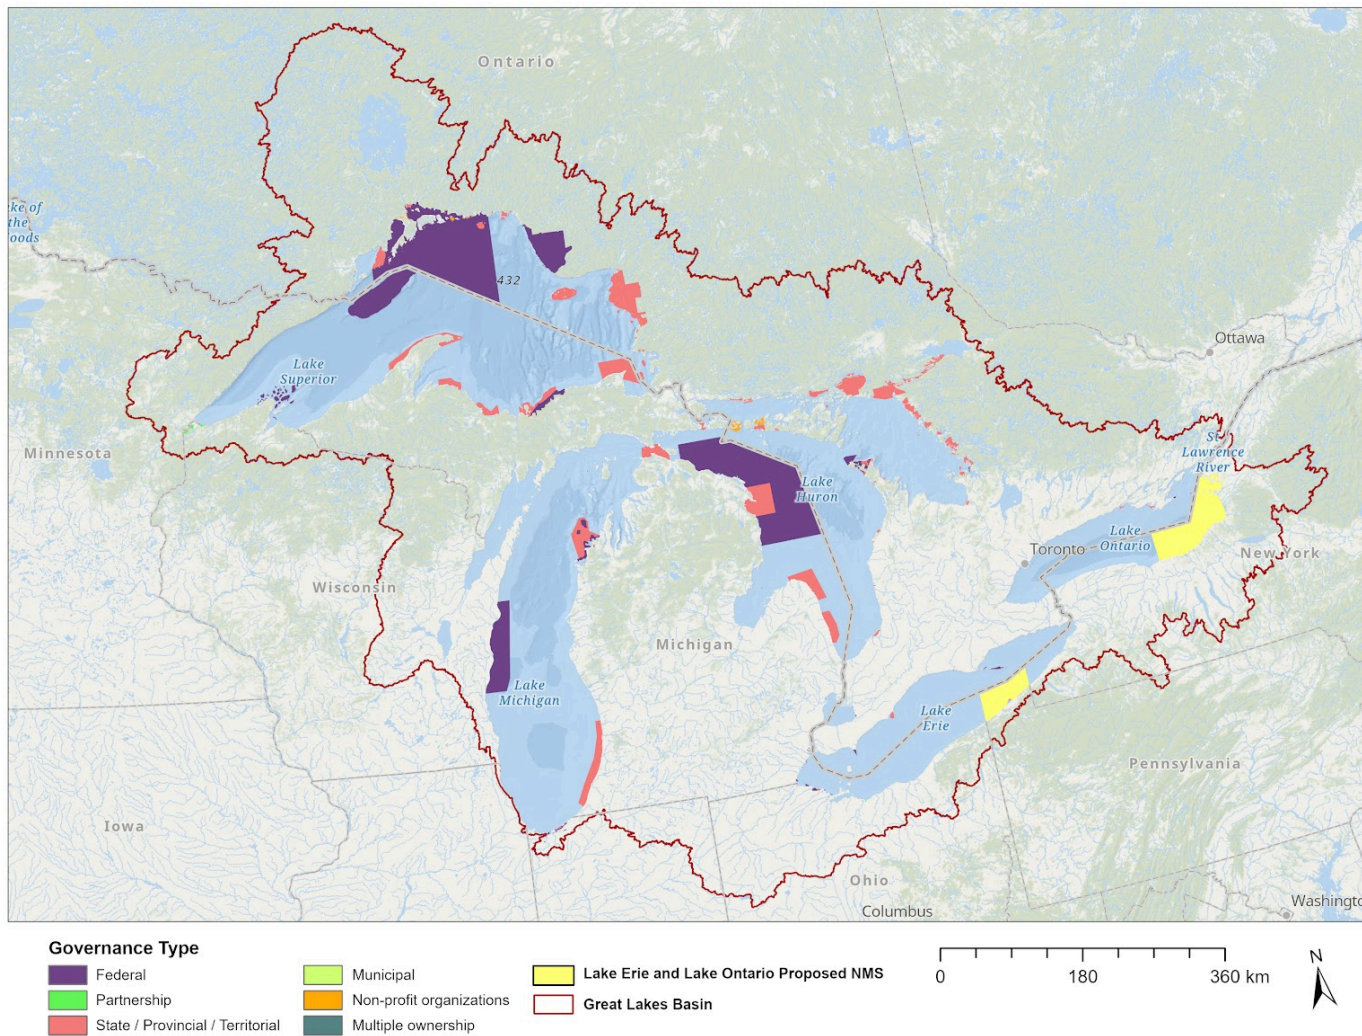 Ontario
ke of
the
oods
432
Ottawa
Lake
Superior
St.
Lawrence
River
Minnesota
Lake
Huron
Lake
Ontario
Toronto
New York
Wisconsin
Michigan
Lake
Michigan
Lake
Erie
Pennsylvania
Iowa
Ohio
Columbus
Washingto
Governance Type
Federal
Partnership
State / Provincial / Territorial
Municipal
Non-profit organizations
Multiple ownership
Lake Erie and Lake Ontario Proposed NMS
Great Lakes Basin
0 180 360 km
N